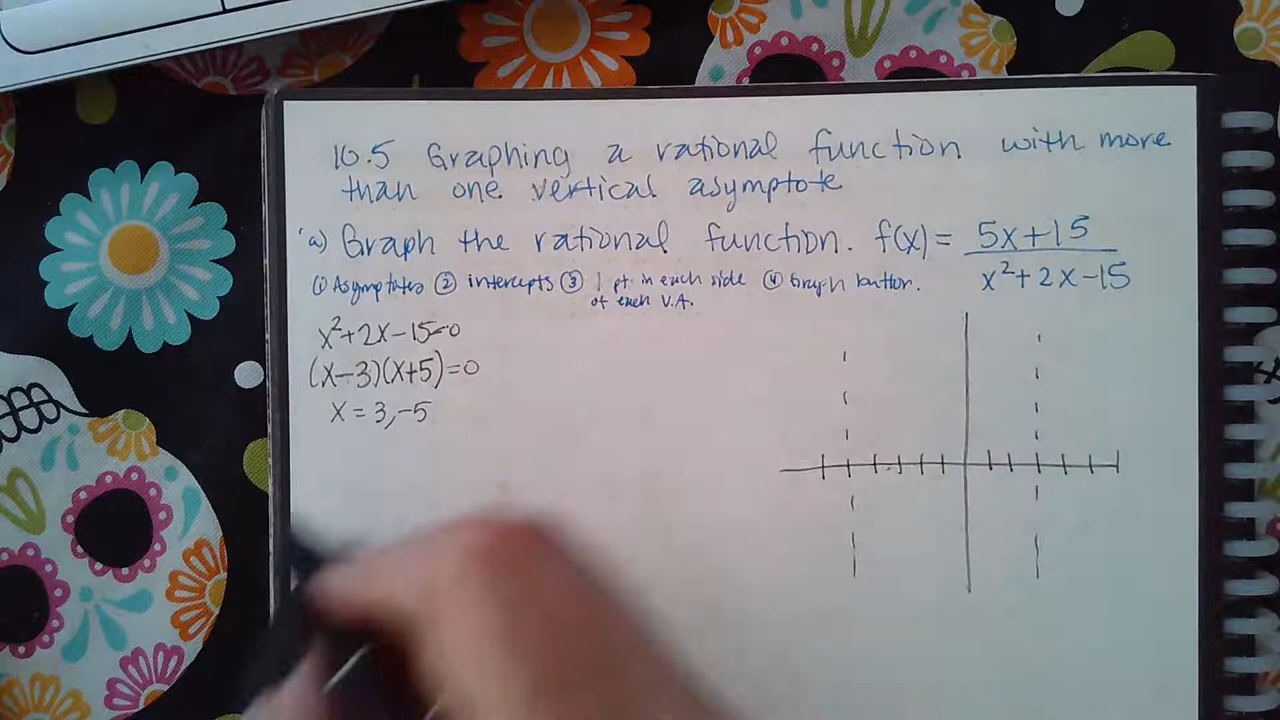 10.5 Graphing a rational function with more
than one vertical asymptote
a) Graph the rational function. f(x) = 5x+15 / x²+2x-15
① Asymptotes ② intercepts ③ 1 pt. in each side of each V.A. ④ Graph button.
x²+2x-15=0
(x-3)(x+5)=0
x = 3,-5